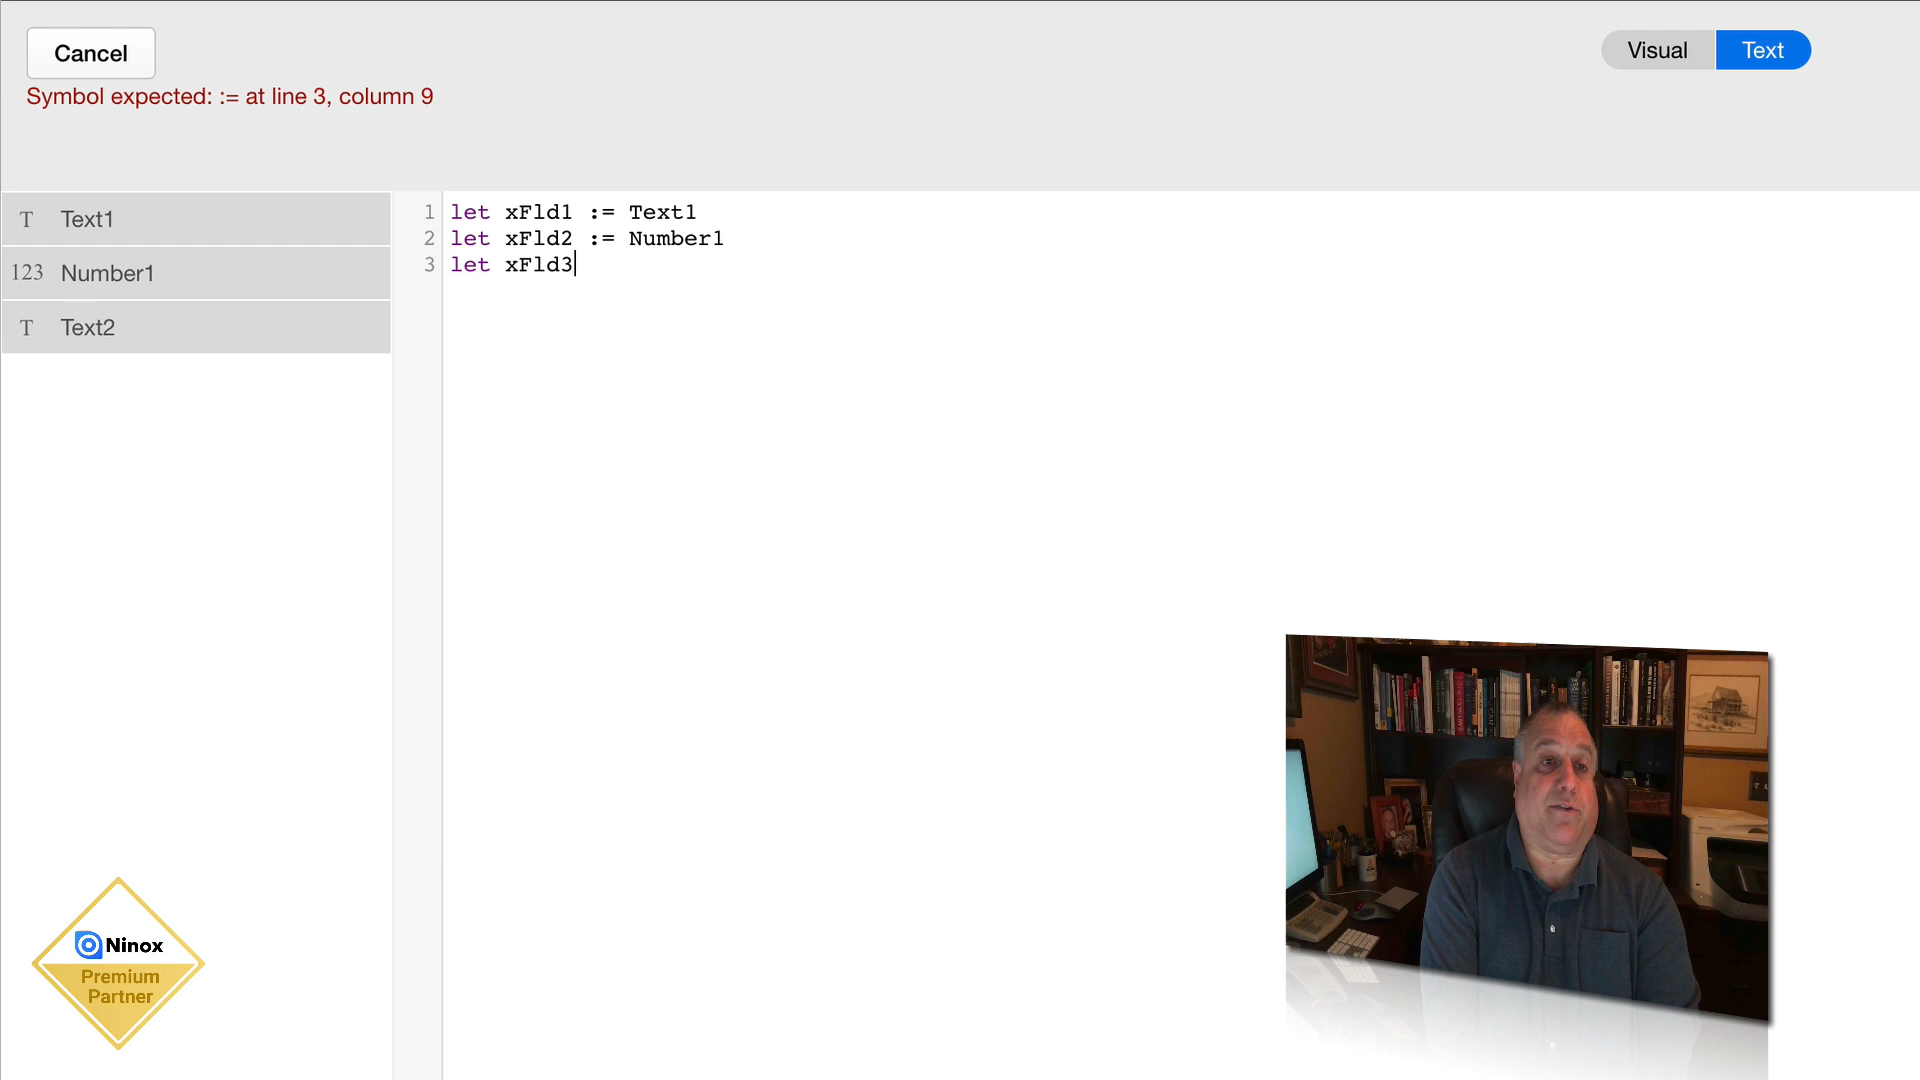 Cancel
Visual
Text
Symbol expected: := at line 3, column 9
T Text1
123 Number1
T Text2
1 let xFld1 := Text1
2 let xFld2 := Number1
3 let xFld3
Ninox
Premium
Partner